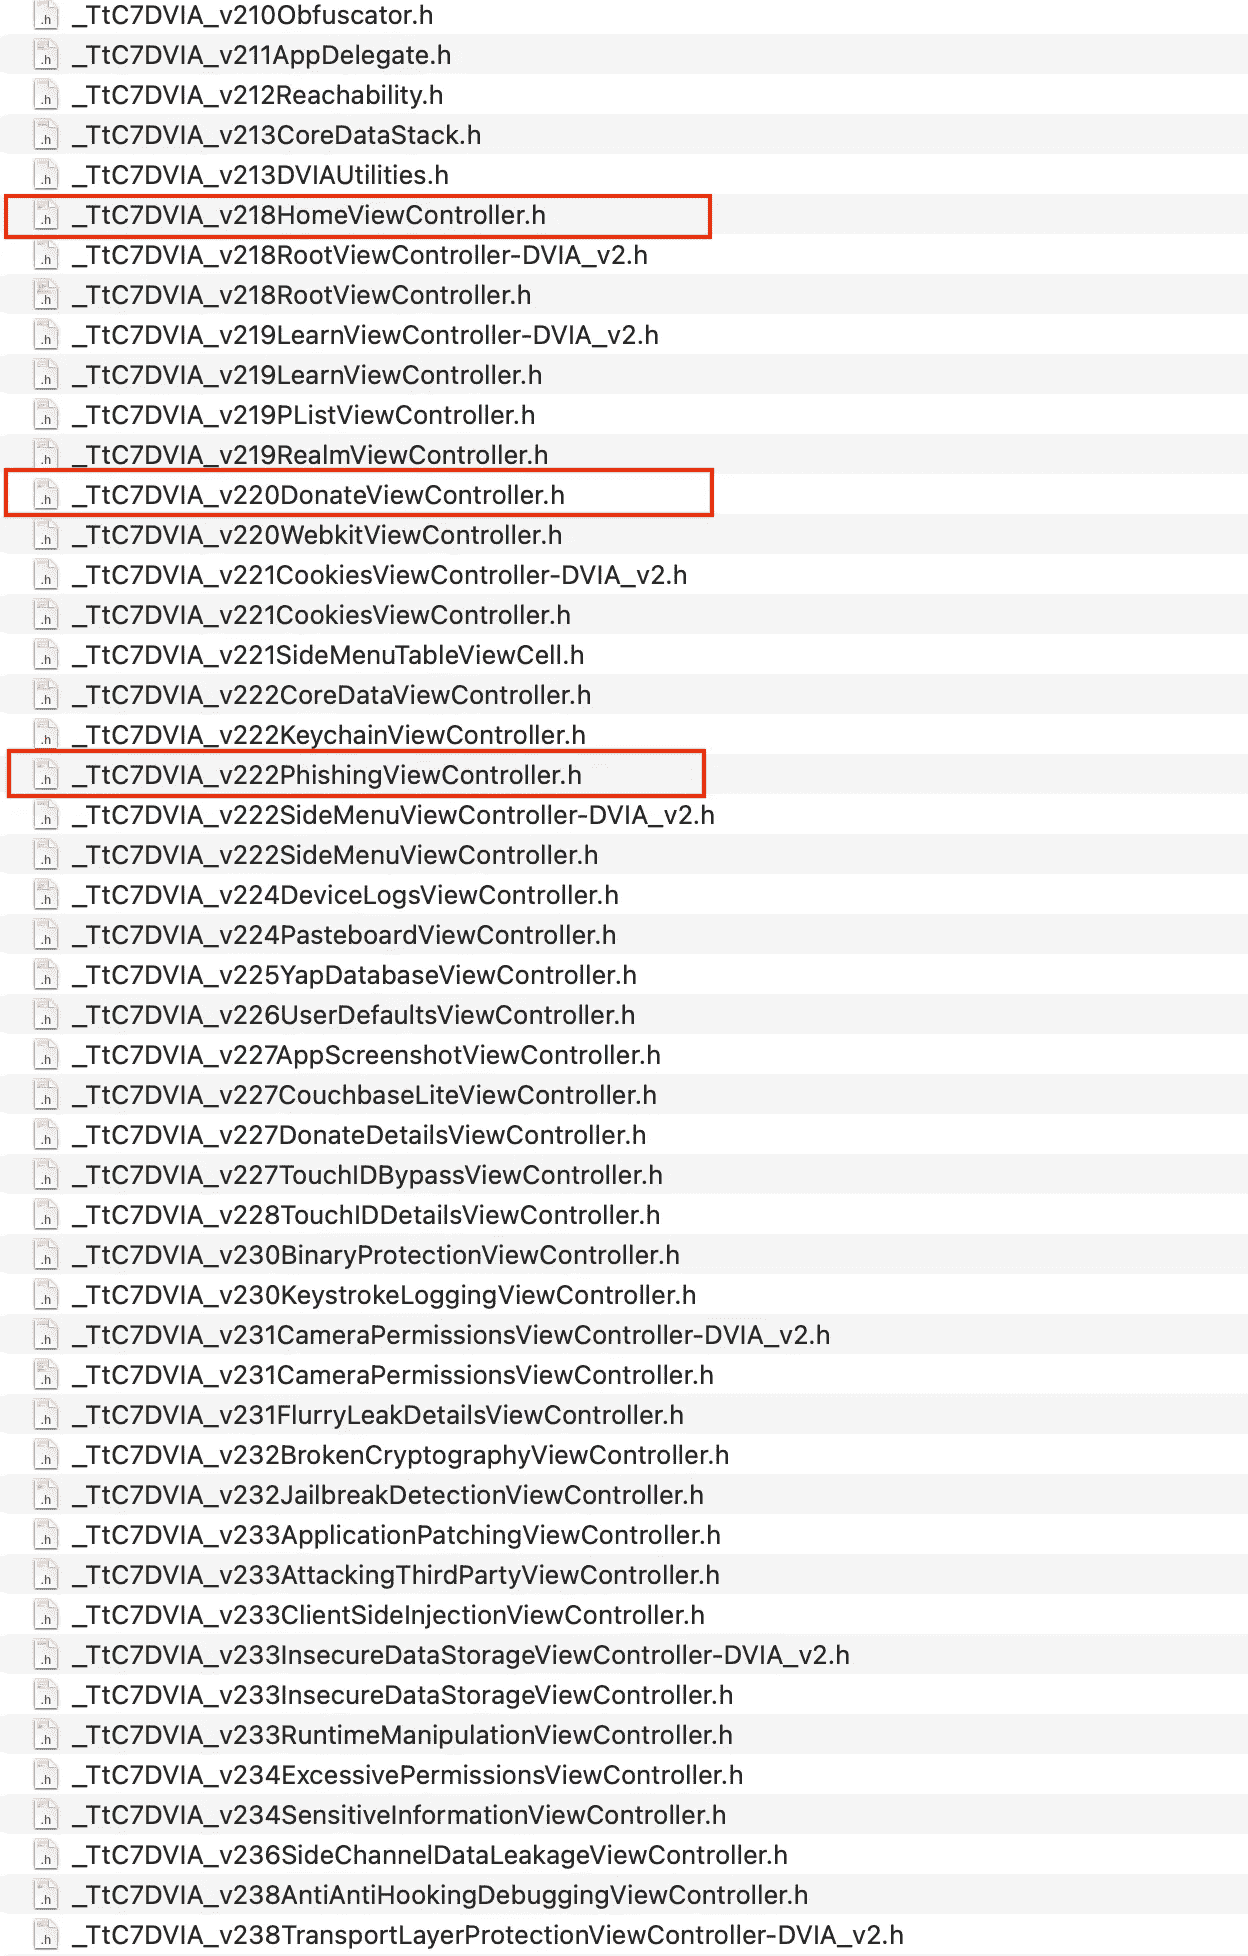 _TtC7DVIA_v210Obfuscator.h
_TtC7DVIA_v211AppDelegate.h
_TtC7DVIA_v212Reachability.h
_TtC7DVIA_v213CoreDataStack.h
_TtC7DVIA_v213DVIAUtilities.h
_TtC7DVIA_v218HomeViewController.h
_TtC7DVIA_v218RootViewController-DVIA_v2.h
_TtC7DVIA_v218RootViewController.h
_TtC7DVIA_v219LearnViewController-DVIA_v2.h
_TtC7DVIA_v219LearnViewController.h
_TtC7DVIA_v219PListViewController.h
_TtC7DVIA_v219RealmViewController.h
_TtC7DVIA_v220DonateViewController.h
_TtC7DVIA_v220WebkitViewController.h
_TtC7DVIA_v221CookiesViewController-DVIA_v2.h
_TtC7DVIA_v221CookiesViewController.h
_TtC7DVIA_v221SideMenuTableViewCell.h
_TtC7DVIA_v222CoreDataViewController.h
_TtC7DVIA_v222KeychainViewController.h
_TtC7DVIA_v222PhishingViewController.h
_TtC7DVIA_v222SideMenuViewController-DVIA_v2.h
_TtC7DVIA_v222SideMenuViewController.h
_TtC7DVIA_v224DeviceLogsViewController.h
_TtC7DVIA_v224PasteboardViewController.h
_TtC7DVIA_v225YapDatabaseViewController.h
_TtC7DVIA_v226UserDefaultsViewController.h
_TtC7DVIA_v227AppScreenshotViewController.h
_TtC7DVIA_v227CouchbaseLiteViewController.h
_TtC7DVIA_v227DonateDetailsViewController.h
_TtC7DVIA_v227TouchIDBypassViewController.h
_TtC7DVIA_v228TouchIDDetailsViewController.h
_TtC7DVIA_v230BinaryProtectionViewController.h
_TtC7DVIA_v230KeystrokeLoggingViewController.h
_TtC7DVIA_v231CameraPermissionsViewController-DVIA_v2.h
_TtC7DVIA_v231CameraPermissionsViewController.h
_TtC7DVIA_v231FlurryLeakDetailsViewController.h
_TtC7DVIA_v232BrokenCryptographyViewController.h
_TtC7DVIA_v232JailbreakDetectionViewController.h
_TtC7DVIA_v233ApplicationPatchingViewController.h
_TtC7DVIA_v233AttackingThirdPartyViewController.h
_TtC7DVIA_v233ClientSideInjectionViewController.h
_TtC7DVIA_v233InsecureDataStorageViewController-DVIA_v2.h
_TtC7DVIA_v233InsecureDataStorageViewController.h
_TtC7DVIA_v233RuntimeManipulationViewController.h
_TtC7DVIA_v234ExcessivePermissionsViewController.h
_TtC7DVIA_v234SensitiveInformationViewController.h
_TtC7DVIA_v236SideChannelDataLeakageViewController.h
_TtC7DVIA_v238AntiAntiHookingDebuggingViewController.h
_TtC7DVIA_v238TransportLayerProtectionViewController-DVIA_v2.h